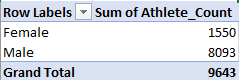 Row Labels Sum of Athlete_Count
Female 1550
Male 8093
Grand Total 9643